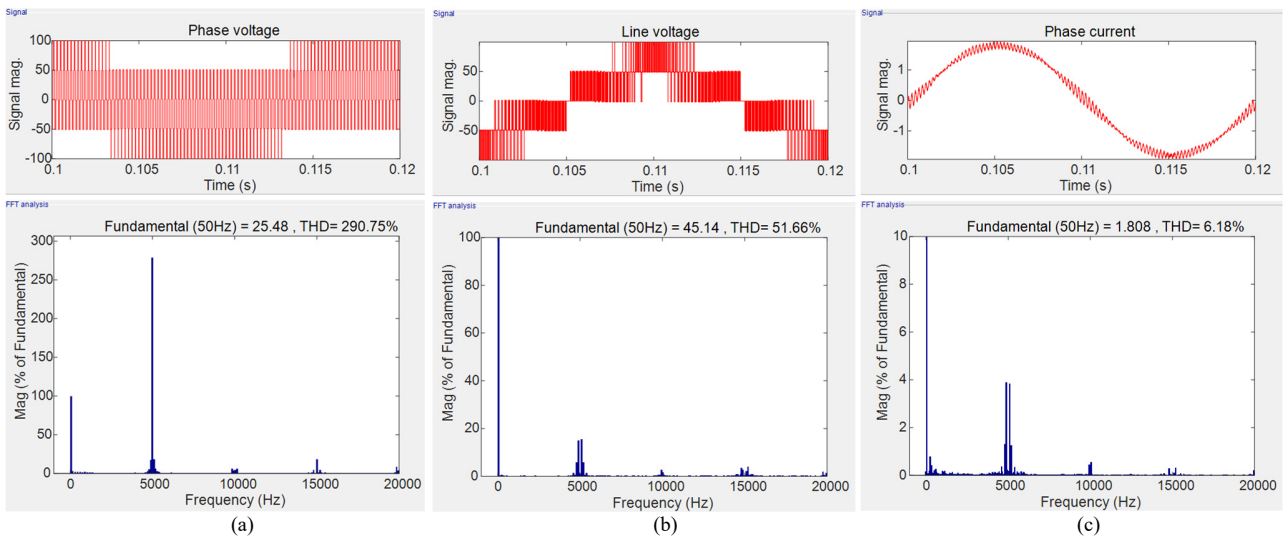 Signal
Phase voltage
Signal mag.
100
50
0
-50
-100
0.1
0.105
0.11
0.115
0.12
Time (s)
FFT analysis
Fundamental (50Hz) = 25.48 , THD= 290.75%
Mag (% of Fundamental)
300
250
200
150
100
50
0
0
5000
10000
15000
20000
Frequency (Hz)
(a)
Signal
Line voltage
Signal mag.
50
0
-50
0.1
0.105
0.11
0.115
0.12
Time (s)
FFT analysis
Fundamental (50Hz) = 45.14 , THD= 51.66%
Mag (% of Fundamental)
100
80
60
40
20
0
0
5000
10000
15000
20000
Frequency (Hz)
(b)
Signal
Phase current
Signal mag.
1
0
-1
0.1
0.105
0.11
0.115
0.12
Time (s)
FFT analysis
Fundamental (50Hz) = 1.808 , THD= 6.18%
Mag (% of Fundamental)
10
8
6
4
2
0
0
5000
10000
15000
20000
Frequency (Hz)
(c)